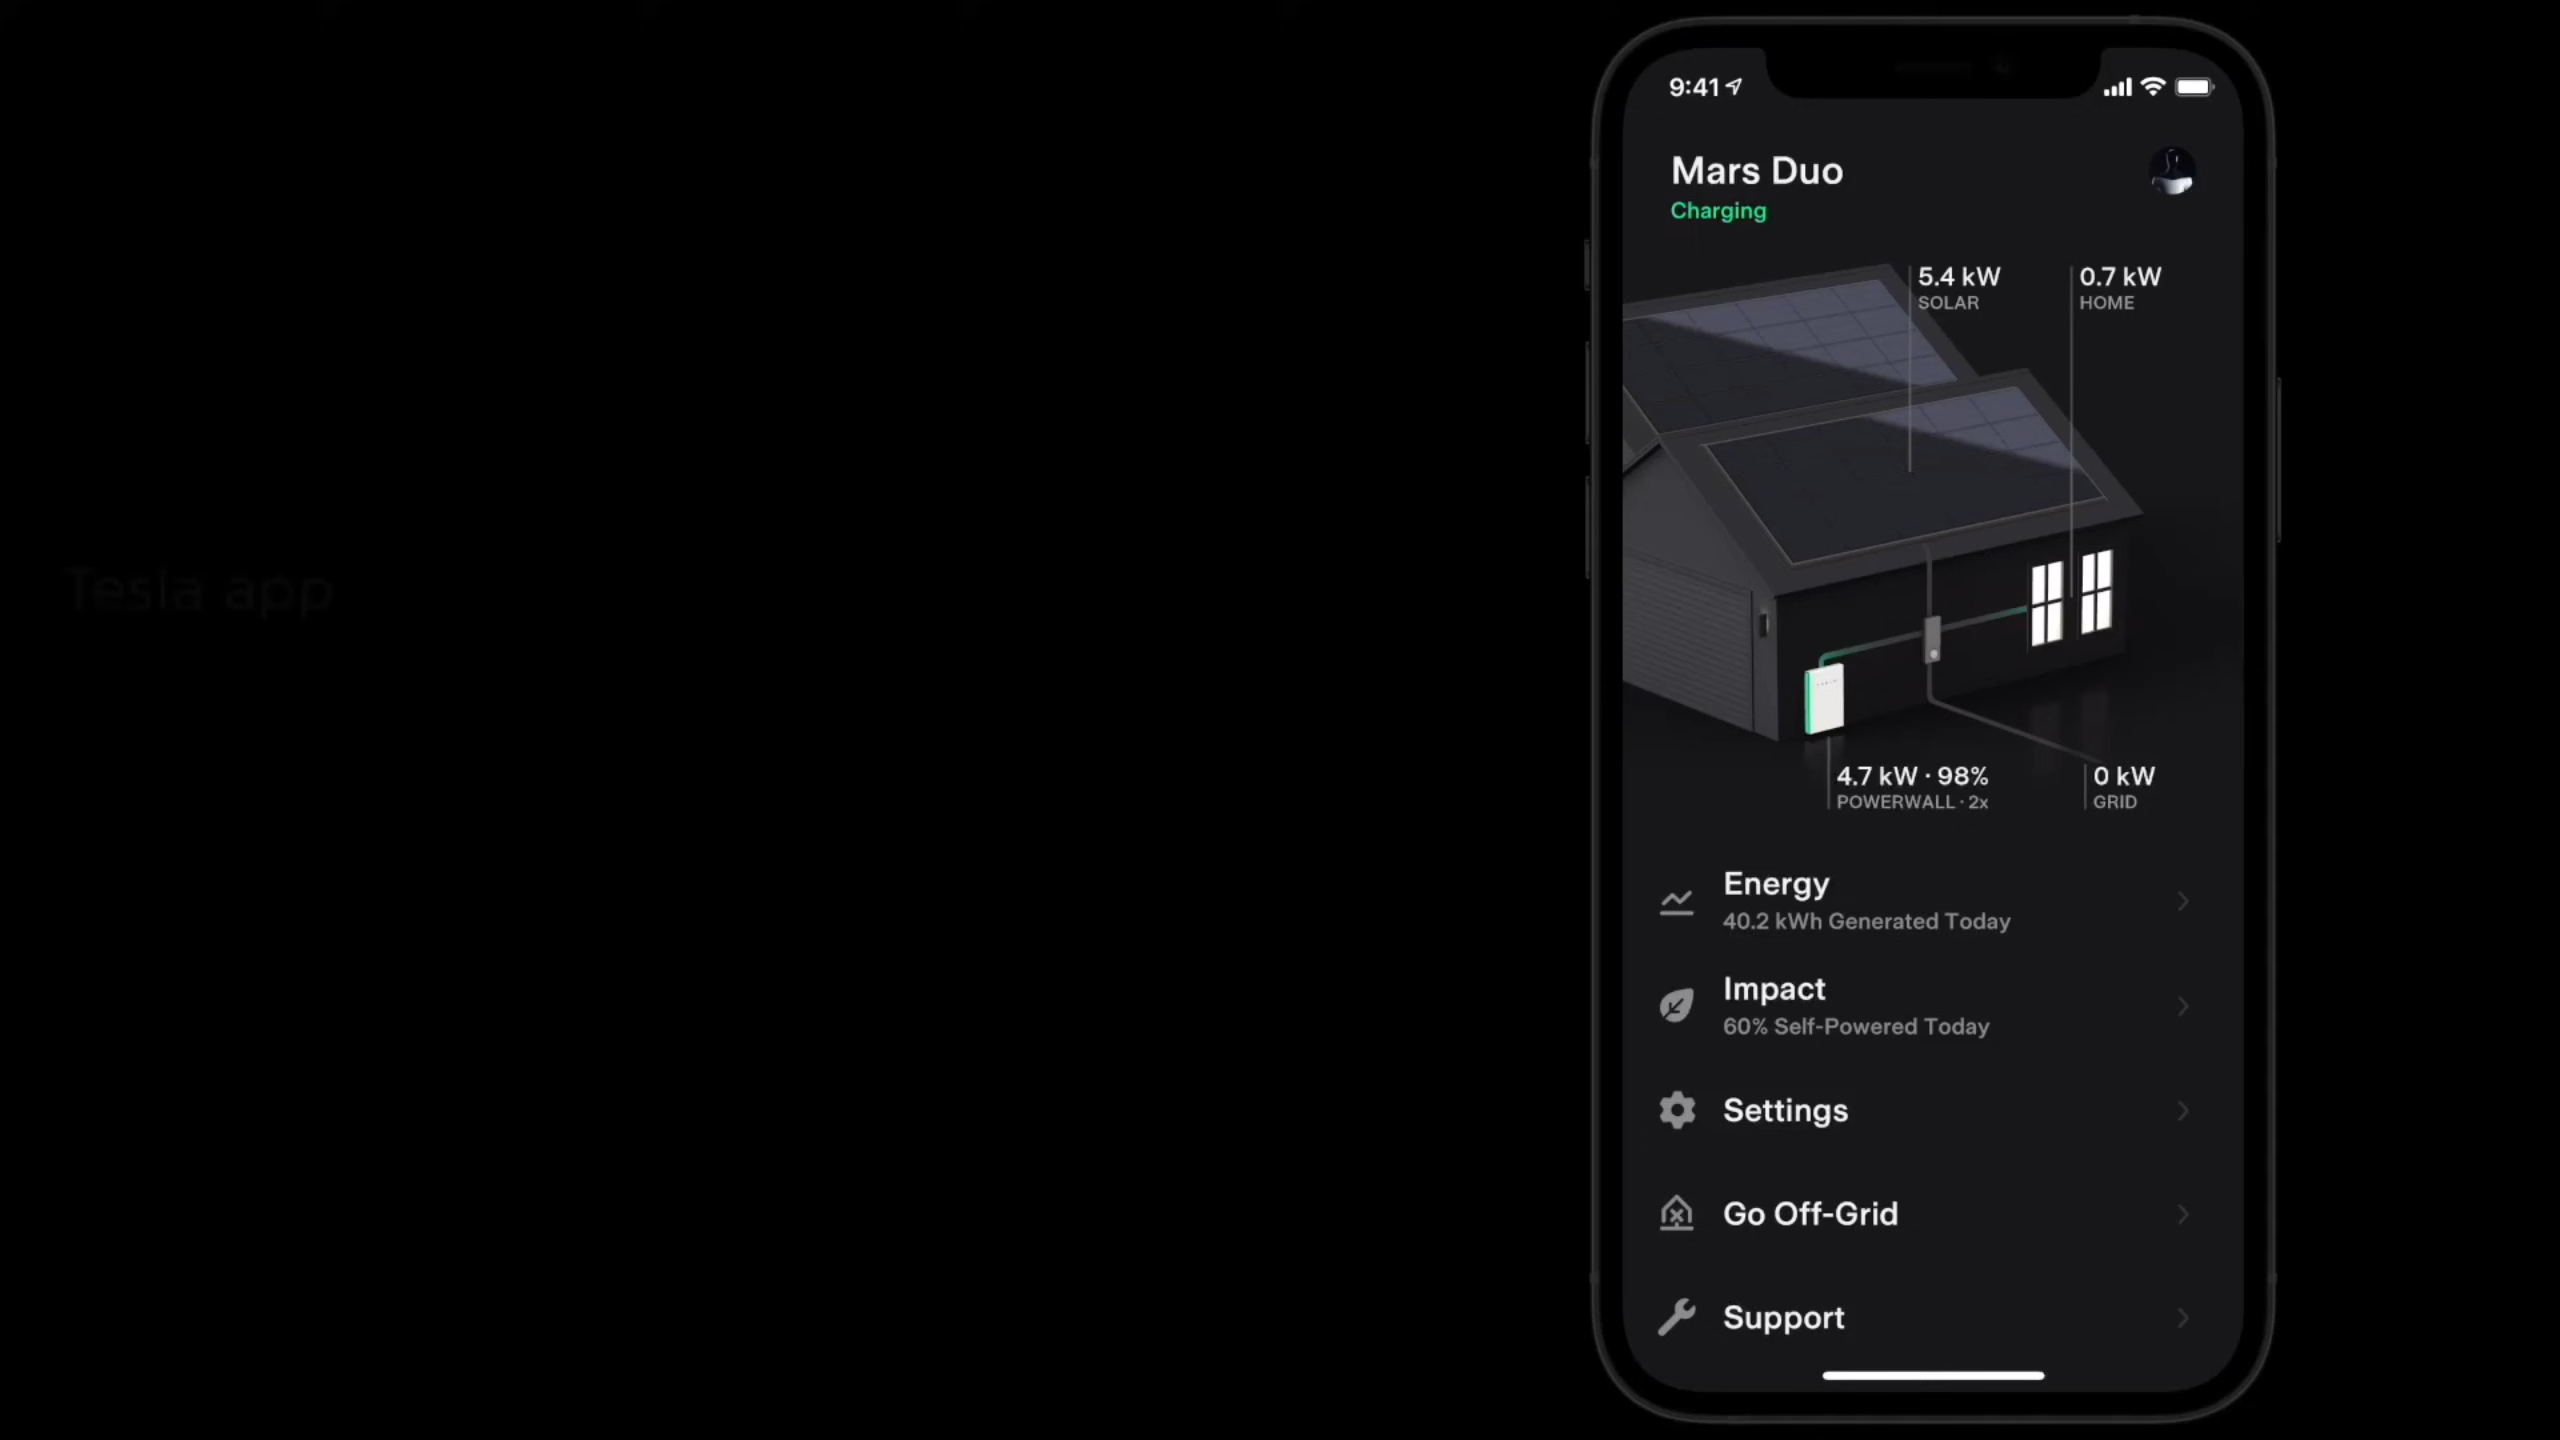 Tesla app
9:41
Mars Duo
Charging
5.4 kW
SOLAR
0.7 kW
HOME
4.7 kW · 98%
POWERWALL · 2x
0 kW
GRID
Energy
40.2 kWh Generated Today
Impact
60% Self-Powered Today
Settings
Go Off-Grid
Support